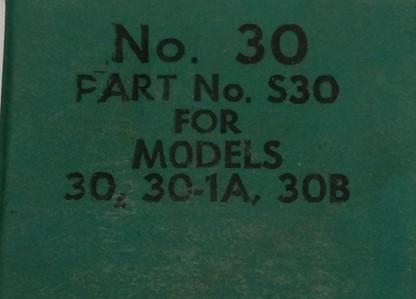 No. 30
PART No. S30
FOR
MODELS
30, 30-1A, 30B